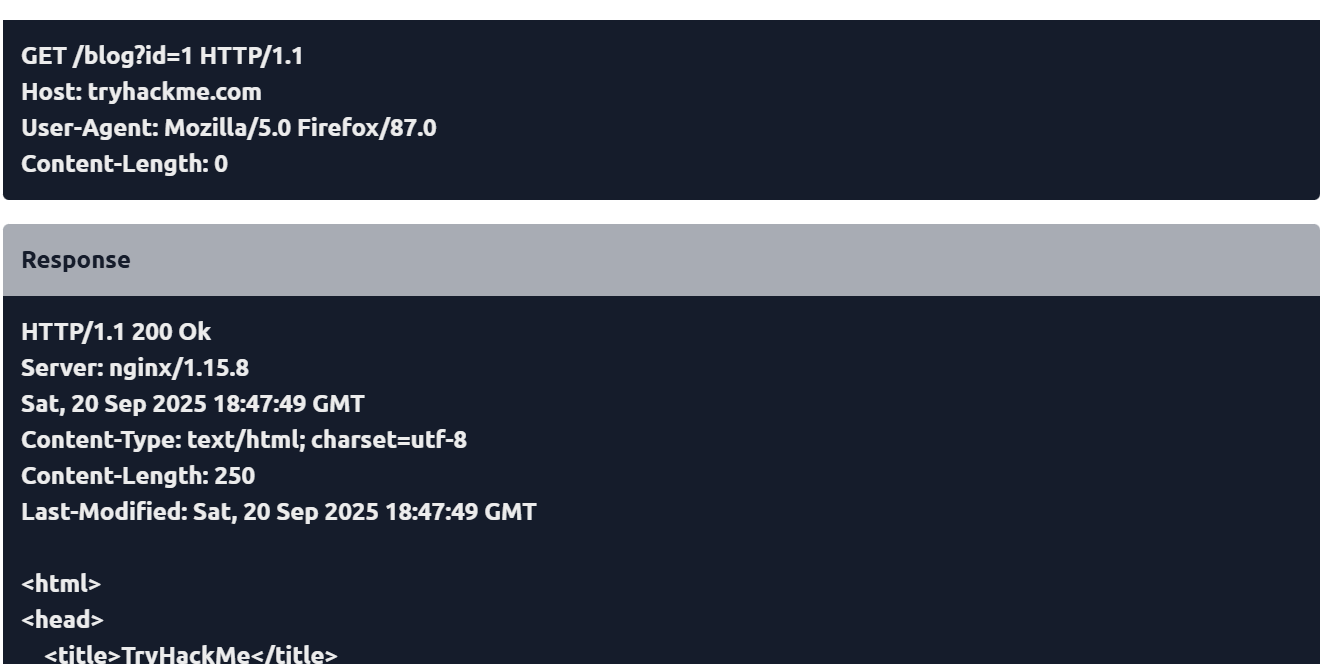 GET /blog?id=1 HTTP/1.1
Host: tryhackme.com
User-Agent: Mozilla/5.0 Firefox/87.0
Content-Length: 0
Response
HTTP/1.1 200 Ok
Server: nginx/1.15.8
Sat, 20 Sep 2025 18:47:49 GMT
Content-Type: text/html; charset=utf-8
Content-Length: 250
Last-Modified: Sat, 20 Sep 2025 18:47:49 GMT
<html>
<head>
<title>TryHackMe</title>